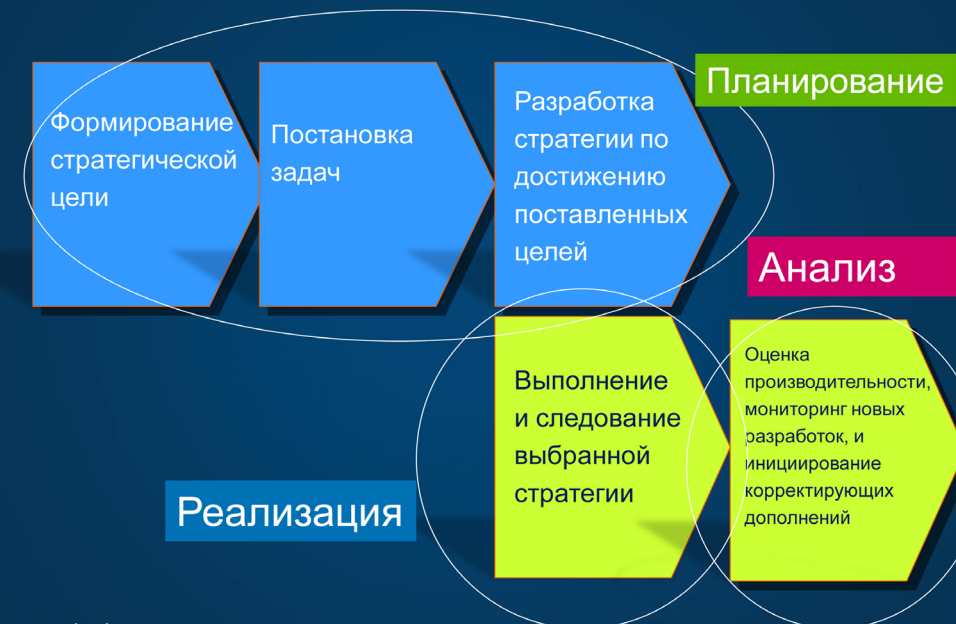 Формирование
стратегической
цели
Постановка
задач
Разработка
стратегии по
достижению
поставленных
целей
Планирование
Анализ
Выполнение
и следование
выбранной
стратегии
Оценка
производительности,
мониторинг новых
разработок, и
инициирование
корректирующих
дополнений
Реализация